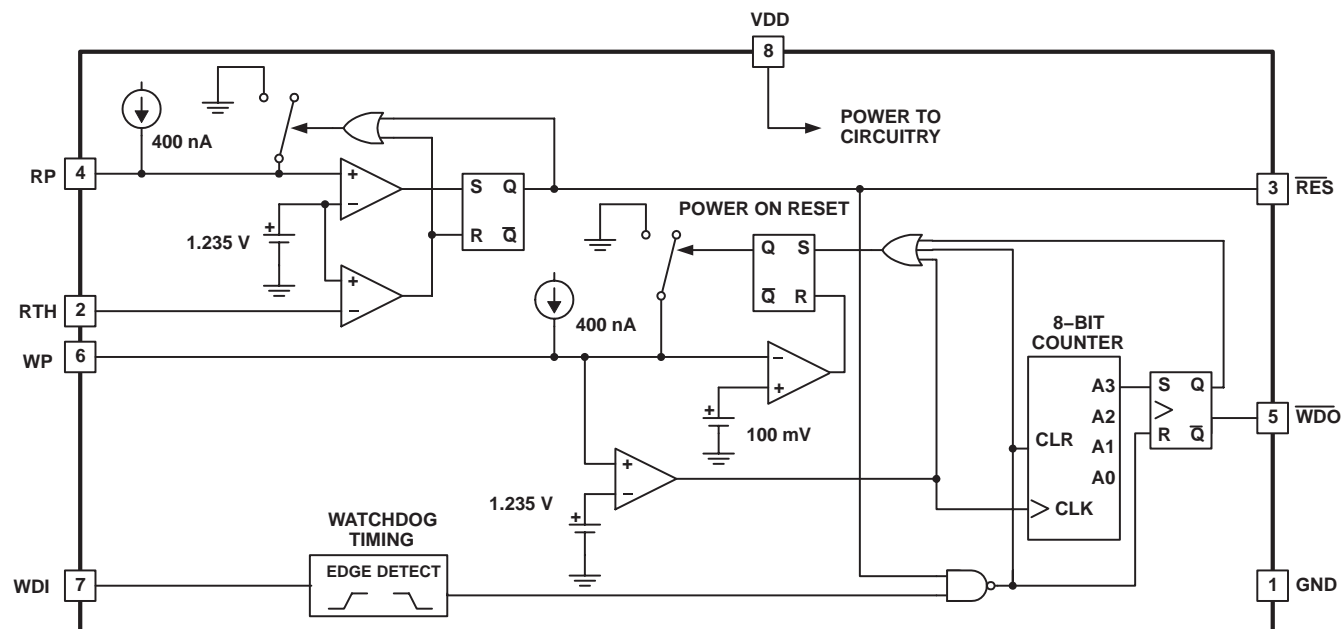 VDD
8
POWER TO
CIRCUITRY
400 nA
RP
4
+
−
S Q
R Q̅
3
R̅E̅S̅
1.235 V
+
+
−
POWER ON RESET
RTH
2
400 nA
Q S
Q̅ R
WP
6
8–BIT
COUNTER
−
+
+
100 mV
A3
A2
A1
A0
CLR
CLK
S Q
R Q̅
5
W̅D̅O̅
+
−
1.235 V
+
WATCHDOG
TIMING
WDI
7
EDGE DETECT
1
GND